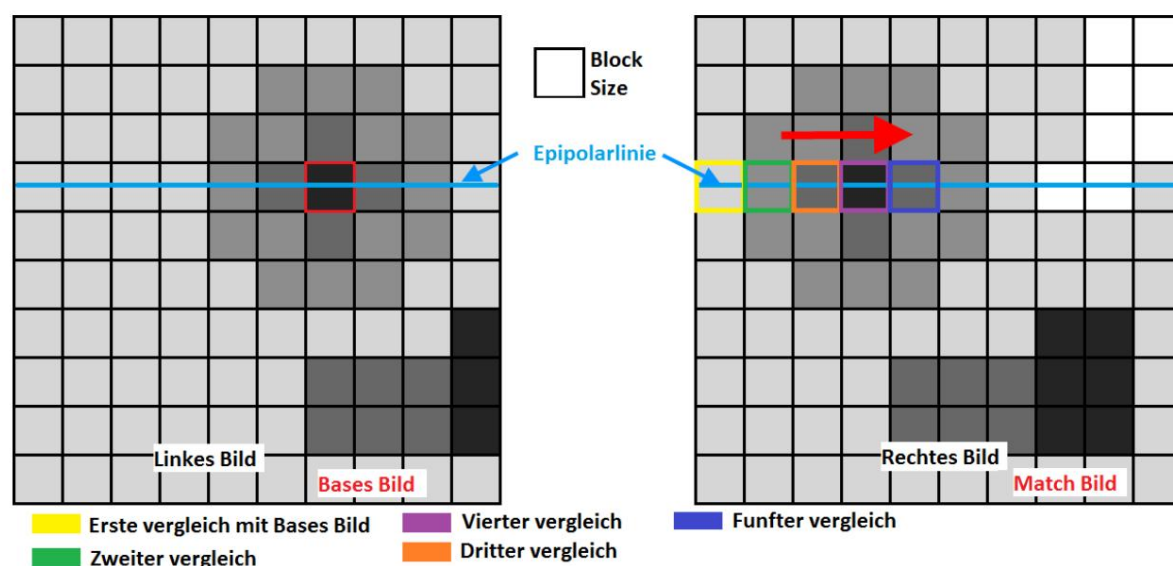 Block
Size
Epipolarlinie
Linkes Bild
Bases Bild
Rechtes Bild
Match Bild
Erste vergleich mit Bases Bild
Vierter vergleich
Funfter vergleich
Zweiter vergleich
Dritter vergleich